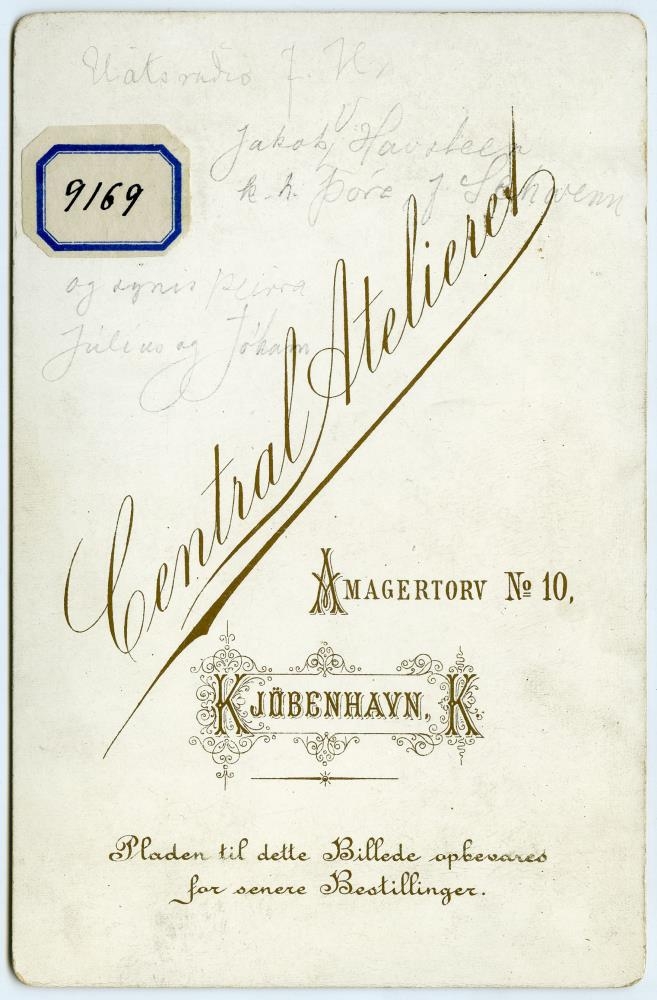 J. H.
Jakob V. Havsteen
9169
k. h. Þóra J. Schwenn
og synir þeirra
Júlíus og Jóhann
Central Atelieret
AMAGERTORV № 10,
KJÖBENHAVN, K
Pladen til dette Billede opbevares
for senere Bestillinger.